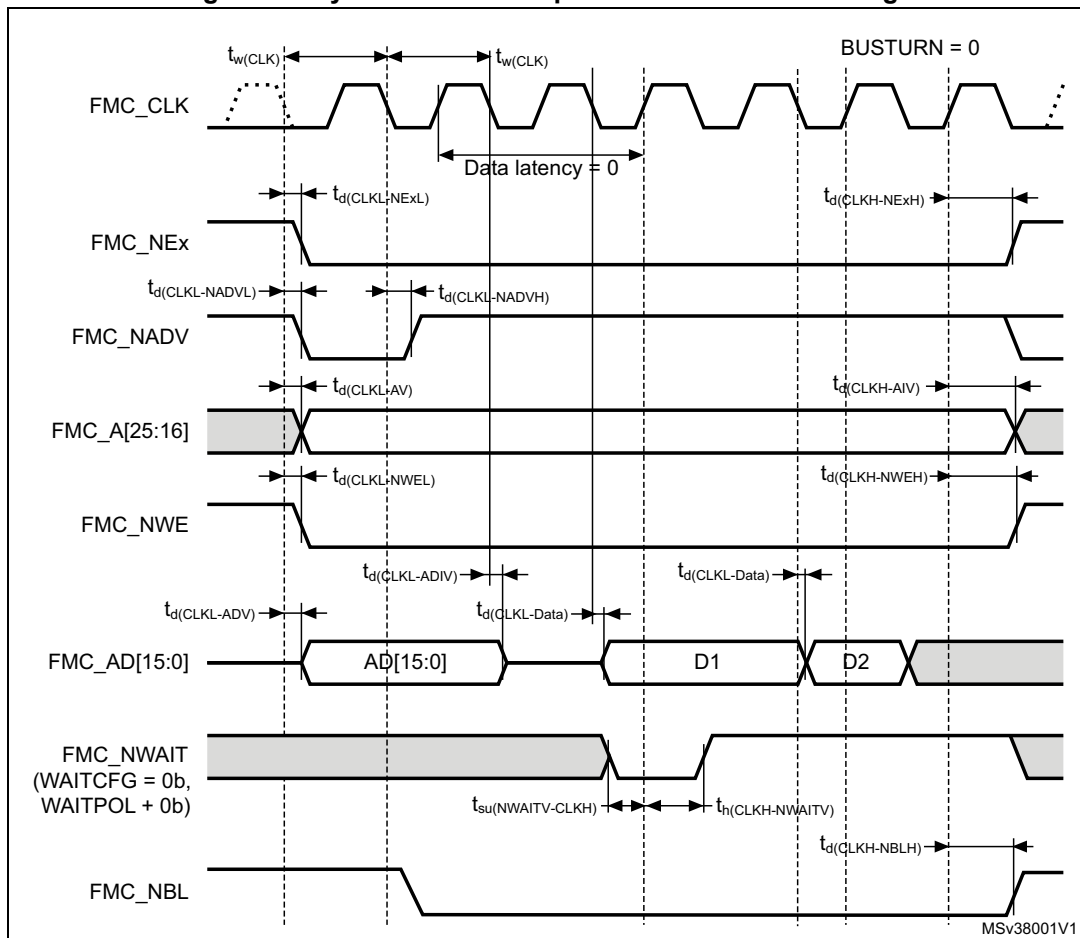 BUSTURN = 0
tw(CLK)
tw(CLK)
FMC_CLK
Data latency = 0
td(CLKL-NExL)
td(CLKH-NExH)
FMC_NEx
td(CLKL-NADVL)
td(CLKL-NADVH)
FMC_NADV
td(CLKL-AV)
td(CLKH-AIV)
FMC_A[25:16]
td(CLKL-NWEL)
td(CLKH-NWEH)
FMC_NWE
td(CLKL-ADIV)
td(CLKL-Data)
td(CLKL-ADV)
td(CLKL-Data)
FMC_AD[15:0]
AD[15:0]
D1
D2
FMC_NWAIT
(WAITCFG = 0b,
WAITPOL + 0b)
tsu(NWAITV-CLKH)
th(CLKH-NWAITV)
td(CLKH-NBLH)
FMC_NBL
MSv38001V1